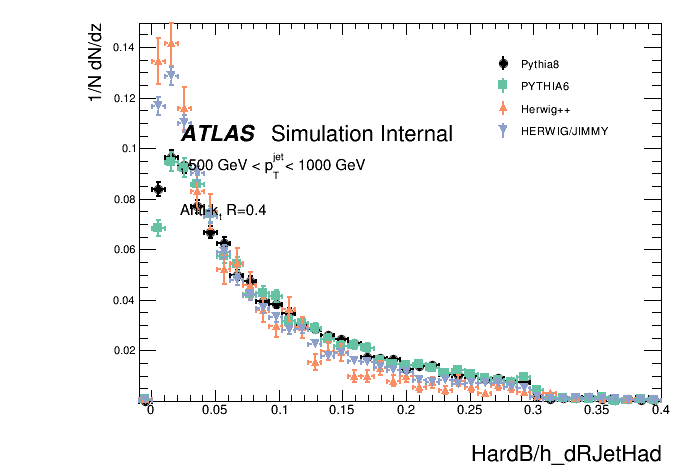 1/N dN/dz
0.14
0.12
0.1
0.08
0.06
0.04
0.02
Pythia8
PYTHIA6
Herwig++
HERWIG/JIMMY
ATLAS Simulation Internal
500 GeV < p_T^jet < 1000 GeV
Anti-k_t R=0.4
0 0.05 0.1 0.15 0.2 0.25 0.3 0.35 0.4
HardB/h_dRJetHad